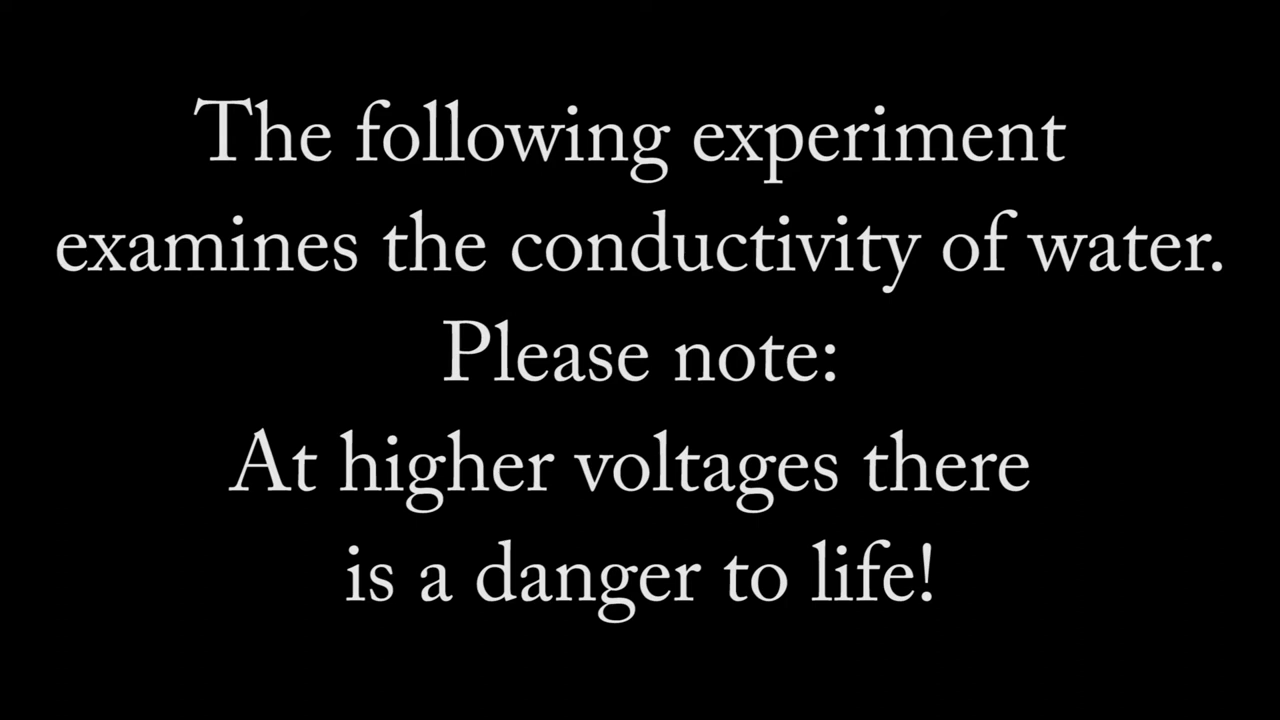 The following experiment
examines the conductivity of water.
Please note:
At higher voltages there
is a danger to life!